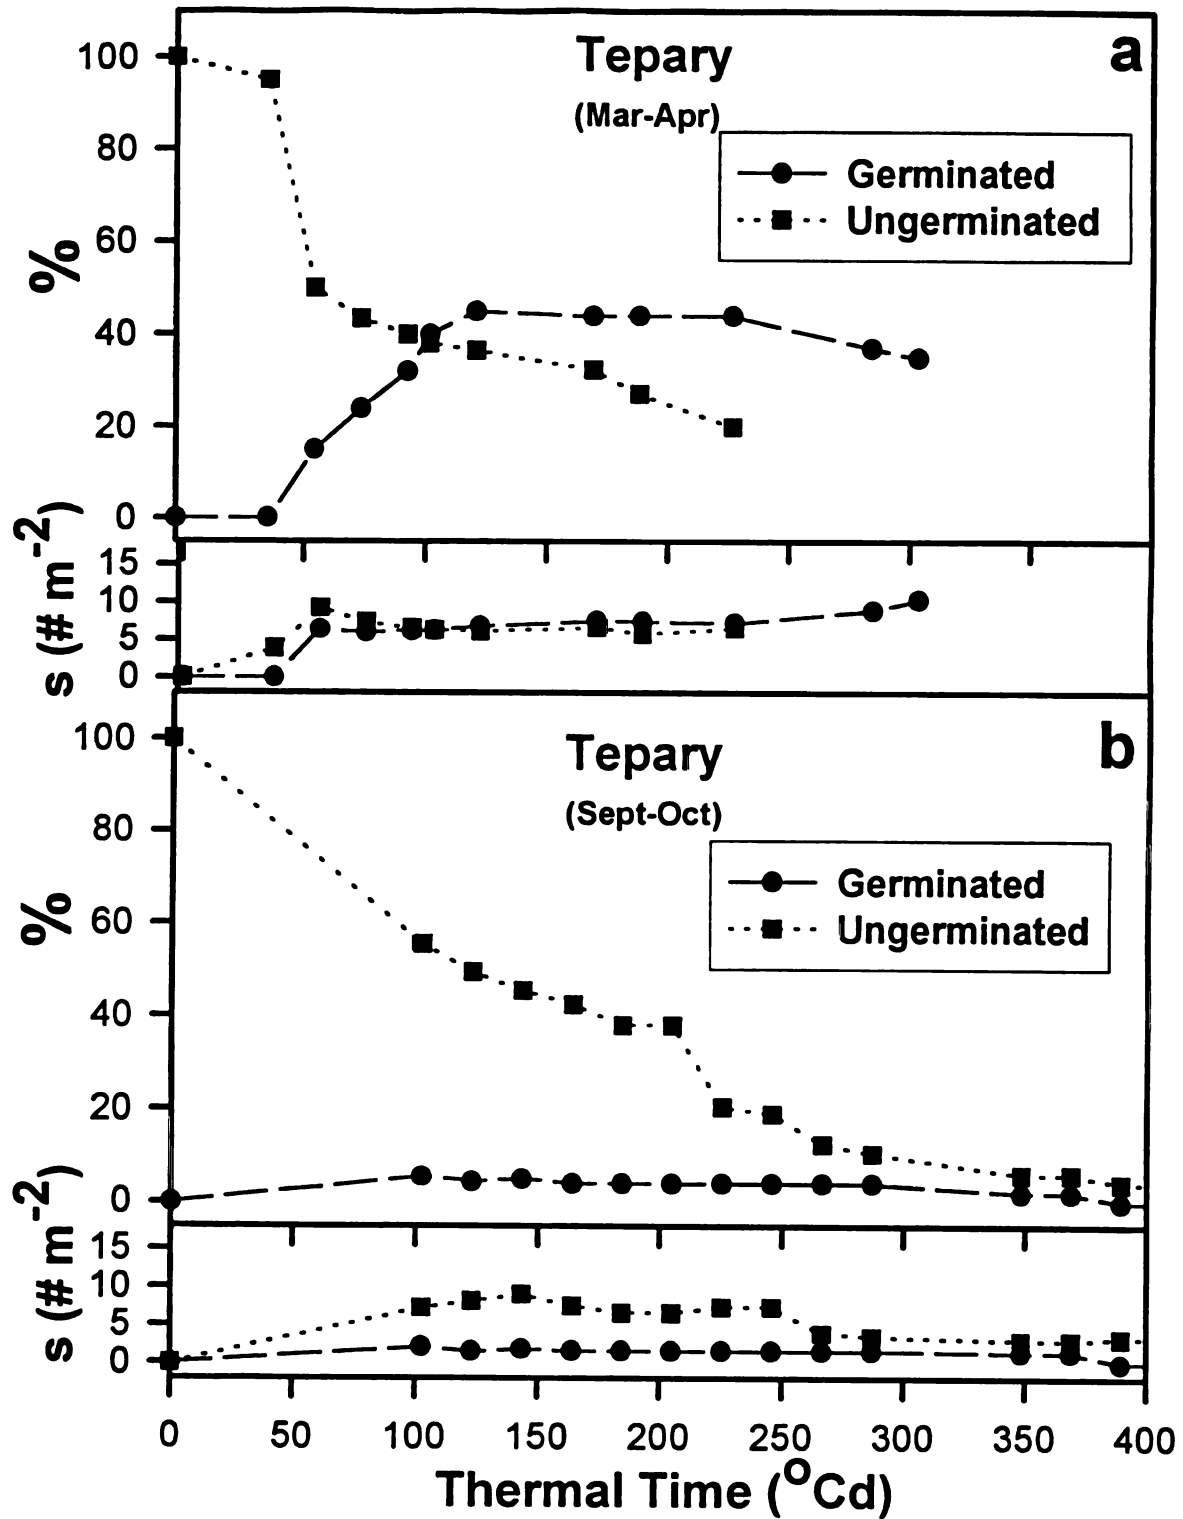 Tepary
a
(Mar-Apr)
Germinated
Ungerminated
%
100
80
60
40
20
0
s (# m-2)
15
10
5
0
Tepary
b
(Sept-Oct)
Germinated
Ungerminated
%
100
80
60
40
20
0
s (# m-2)
15
10
5
0
0 50 100 150 200 250 300 350 400
Thermal Time (OCd)